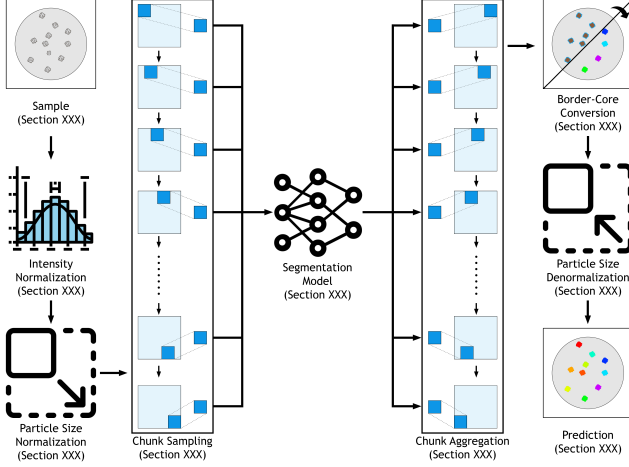 Sample
(Section XXX)
Intensity
Normalization
(Section XXX)
Particle Size
Normalization
(Section XXX)
Chunk Sampling
(Section XXX)
Segmentation
Model
(Section XXX)
Chunk Aggregation
(Section XXX)
Border-Core
Conversion
(Section XXX)
Particle Size
Denormalization
(Section XXX)
Prediction
(Section XXX)